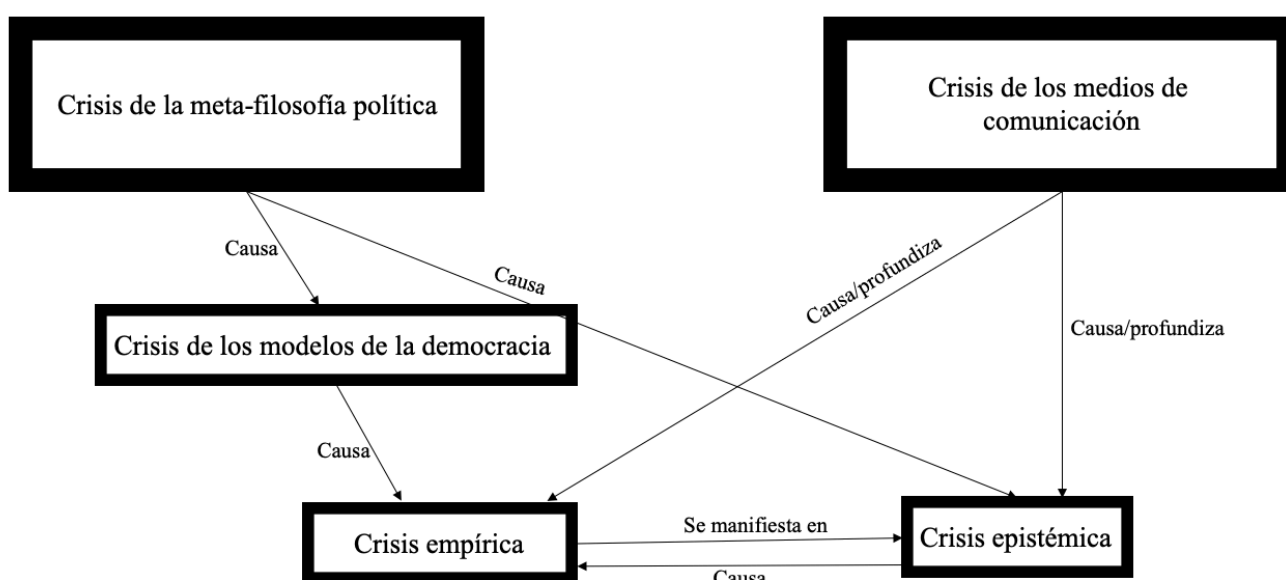 Crisis de la meta-filosofía política
Crisis de los medios de
comunicación
Causa
Causa
Causa/profundiza
Causa/profundiza
Crisis de los modelos de la democracia
Causa
Se manifiesta en
Crisis empírica
Crisis epistémica
Causa